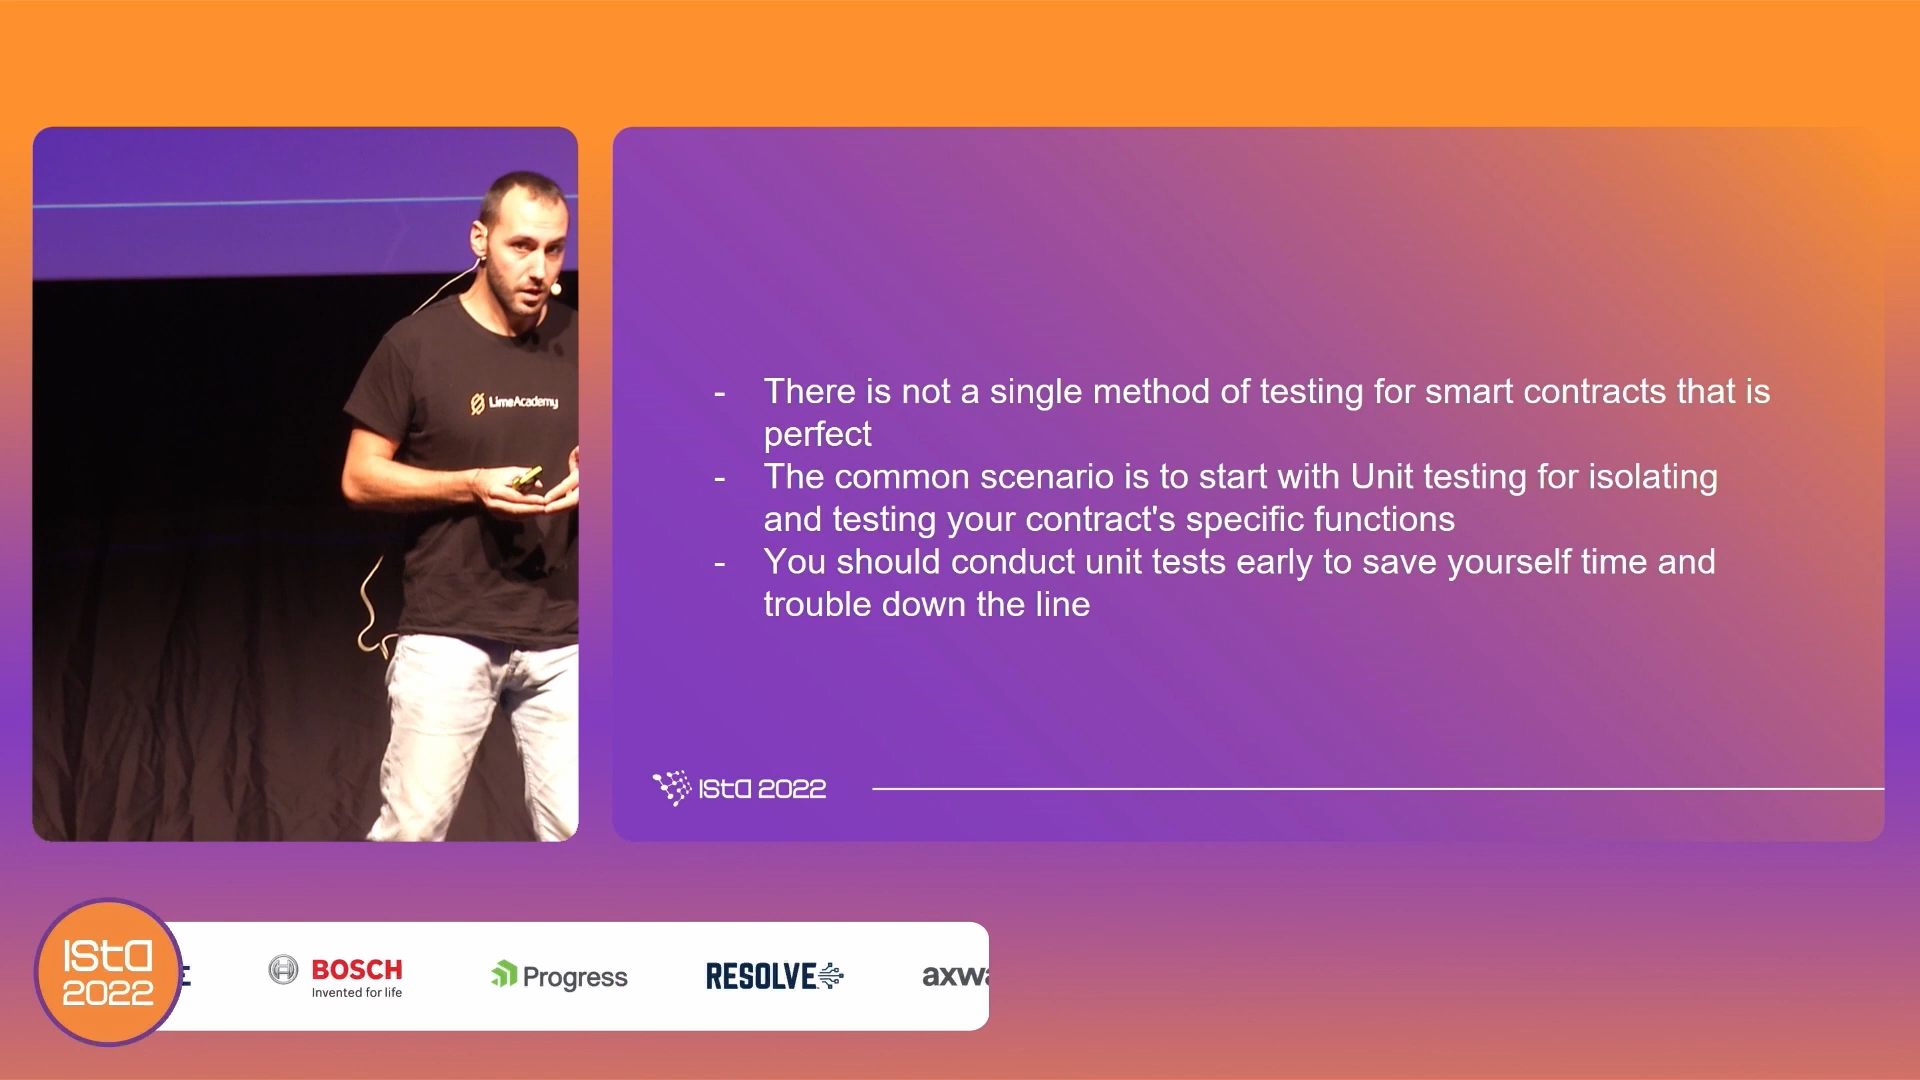 LimeAcademy
- There is not a single method of testing for smart contracts that is
perfect
- The common scenario is to start with Unit testing for isolating
and testing your contract's specific functions
- You should conduct unit tests early to save yourself time and
trouble down the line
ISta 2022
ISta
2022
BOSCH
Invented for life
Progress
RESOLVE